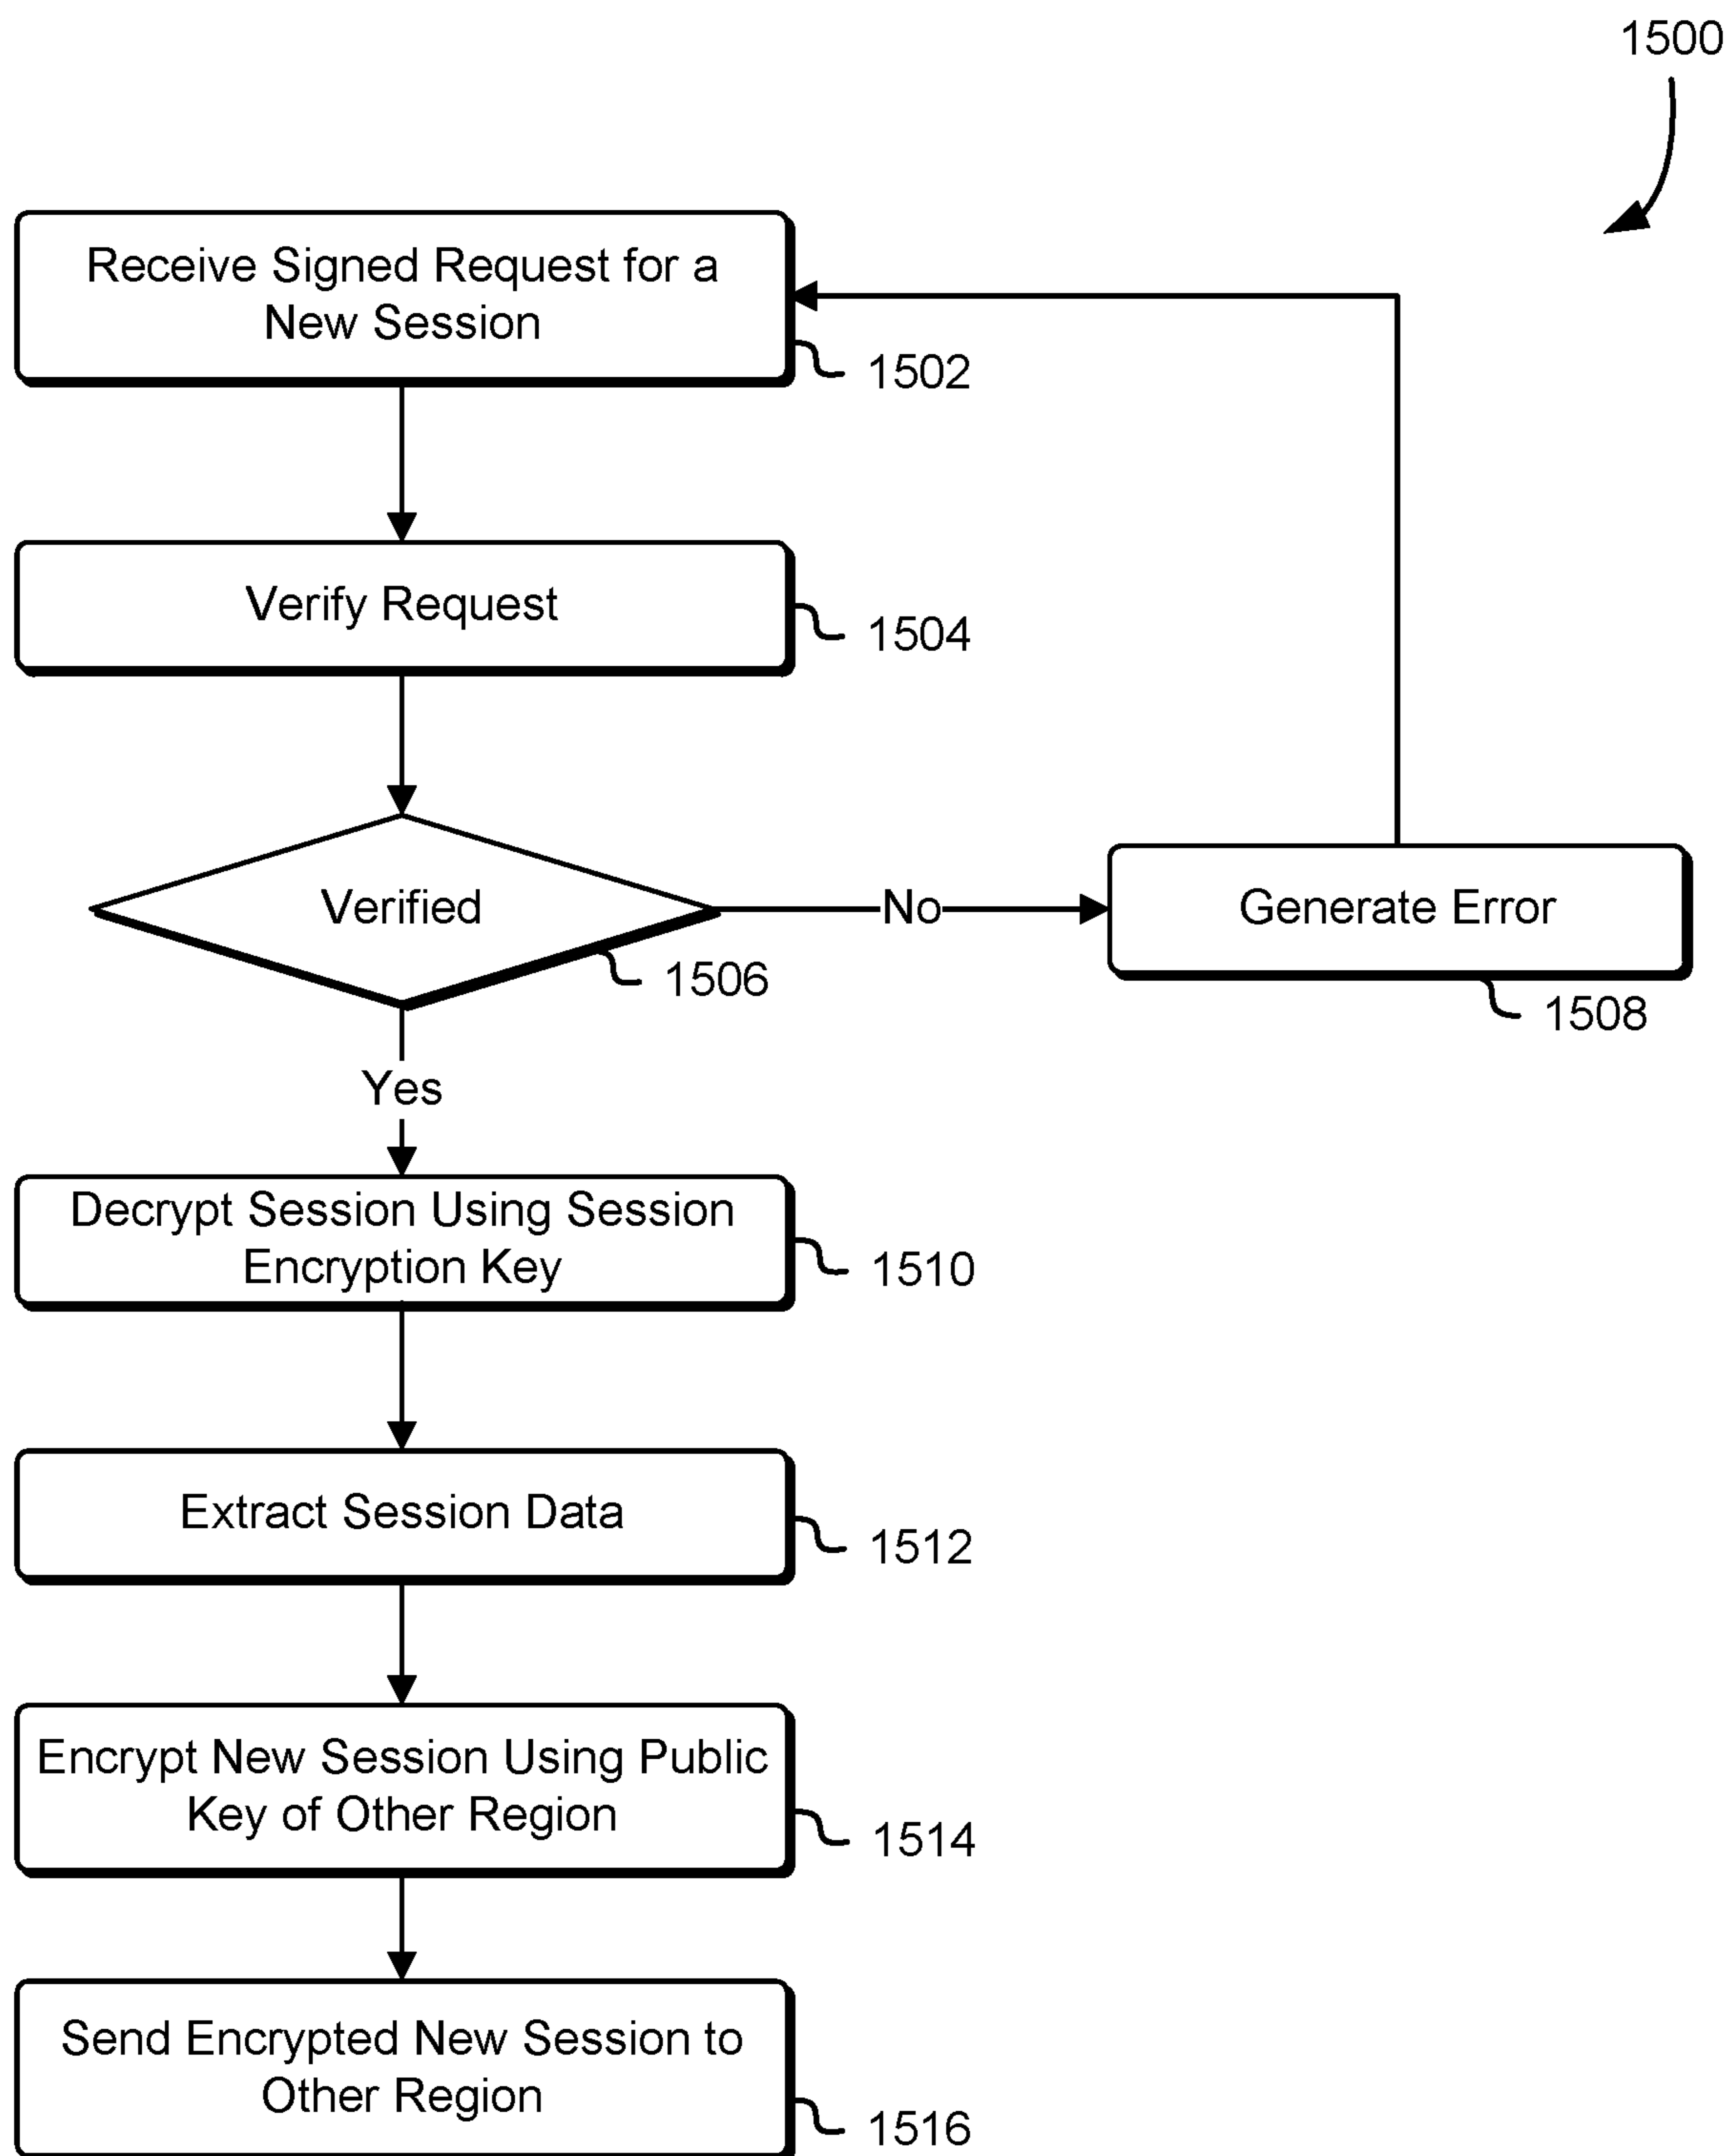 1500
Receive Signed Request for a
New Session
1502
Verify Request
1504
Verified
No
Generate Error
1506
1508
Yes
Decrypt Session Using Session
Encryption Key
1510
Extract Session Data
1512
Encrypt New Session Using Public
Key of Other Region
1514
Send Encrypted New Session to
Other Region
1516